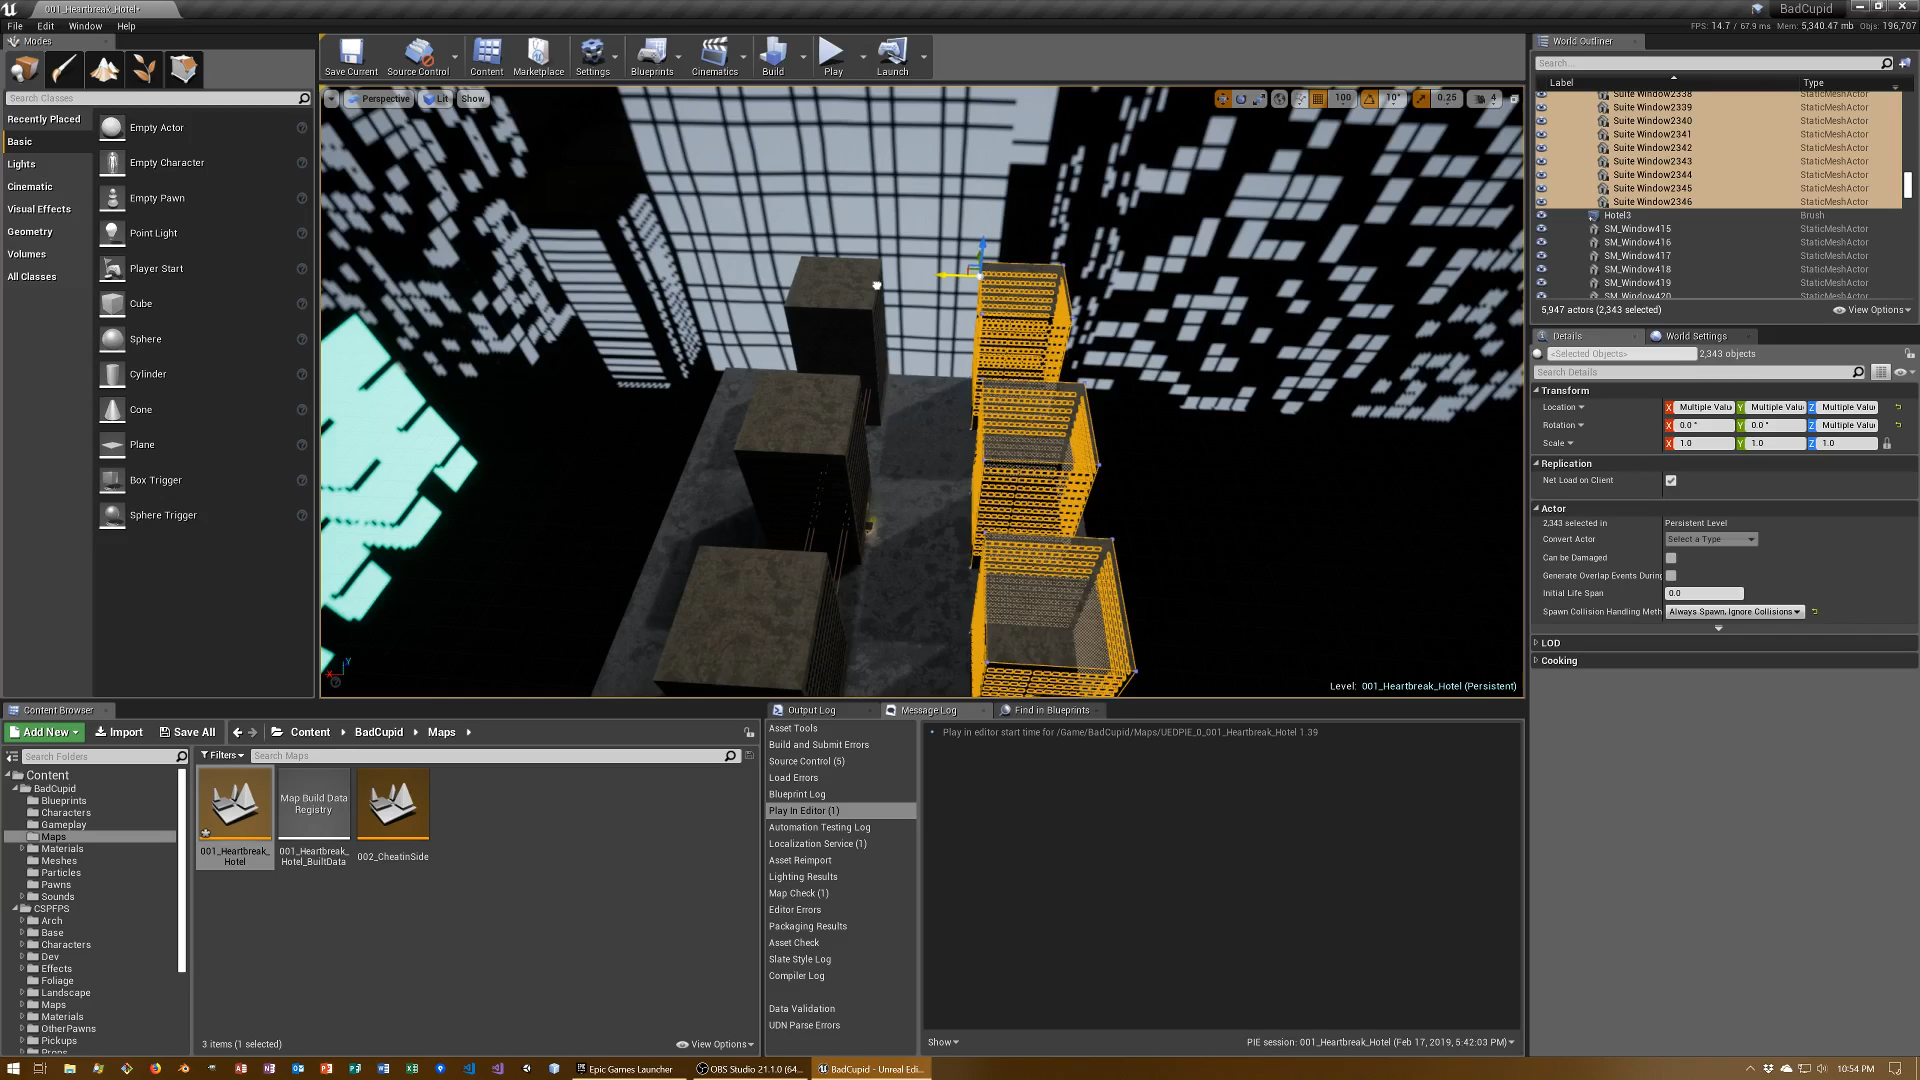 001_Heartbreak_Hotel*
BadCupid
File Edit Window Help
FPS: 14.7 / 67.9 ms Mem: 5,340.47 mb Objs: 196,707
Modes
Search Classes
Recently Placed
Basic
Lights
Cinematic
Visual Effects
Geometry
Volumes
All Classes
Empty Actor
Empty Character
Empty Pawn
Point Light
Player Start
Cube
Sphere
Cylinder
Cone
Plane
Box Trigger
Sphere Trigger
Save Current
Source Control
Content
Marketplace
Settings
Blueprints
Cinematics
Build
Play
Launch
Perspective Lit Show
100 10° 0.25 4
Level: 001_Heartbreak_Hotel (Persistent)
X Y
World Outliner
Search...
Label Type
Suite Window2338 StaticMeshActor
Suite Window2339 StaticMeshActor
Suite Window2340 StaticMeshActor
Suite Window2341 StaticMeshActor
Suite Window2342 StaticMeshActor
Suite Window2343 StaticMeshActor
Suite Window2344 StaticMeshActor
Suite Window2345 StaticMeshActor
Suite Window2346 StaticMeshActor
Hotel3 Brush
SM_Window415 StaticMeshActor
SM_Window416 StaticMeshActor
SM_Window417 StaticMeshActor
SM_Window418 StaticMeshActor
SM_Window419 StaticMeshActor
SM_Window420 StaticMeshActor
5,947 actors (2,343 selected) View Options
Details World Settings
<Selected Objects> 2,343 objects
Search Details
Transform
Location X Multiple Valu Y Multiple Valu Z Multiple Valu
Rotation X 0.0 ° Y 0.0 ° Z Multiple Valu
Scale X 1.0 Y 1.0 Z 1.0
Replication
Net Load on Client
Actor
2,343 selected in Persistent Level
Convert Actor Select a Type
Can be Damaged
Generate Overlap Events During
Initial Life Span 0.0
Spawn Collision Handling Meth Always Spawn, Ignore Collisions
LOD
Cooking
Content Browser
Add New Import Save All Content BadCupid Maps
Search Folders
Filters Search Maps
Content
BadCupid
Blueprints
Characters
Gameplay
Maps
Materials
Meshes
Particles
Pawns
Sounds
CSPFPS
Arch
Base
Characters
Dev
Effects
Foliage
Landscape
Maps
Materials
OtherPawns
Pickups
Props
001_Heartbreak_
Hotel
Map Build Data
Registry
001_Heartbreak_
Hotel_BuiltData
002_CheatinSide
3 items (1 selected) View Options
Output Log Message Log Find in Blueprints
Asset Tools
Build and Submit Errors
Source Control (5)
Load Errors
Blueprint Log
Play In Editor (1)
Automation Testing Log
Localization Service (1)
Asset Reimport
Lighting Results
Map Check (1)
Editor Errors
Packaging Results
Asset Check
Slate Style Log
Compiler Log
Data Validation
UDN Parse Errors
Play in editor start time for /Game/BadCupid/Maps/UEDPIE_0_001_Heartbreak_Hotel 1.39
Show PIE session: 001_Heartbreak_Hotel (Feb 17, 2019, 5:42:03 PM)
Epic Games Launcher
OBS Studio 21.1.0 (64...
BadCupid - Unreal Edi...
10:54 PM